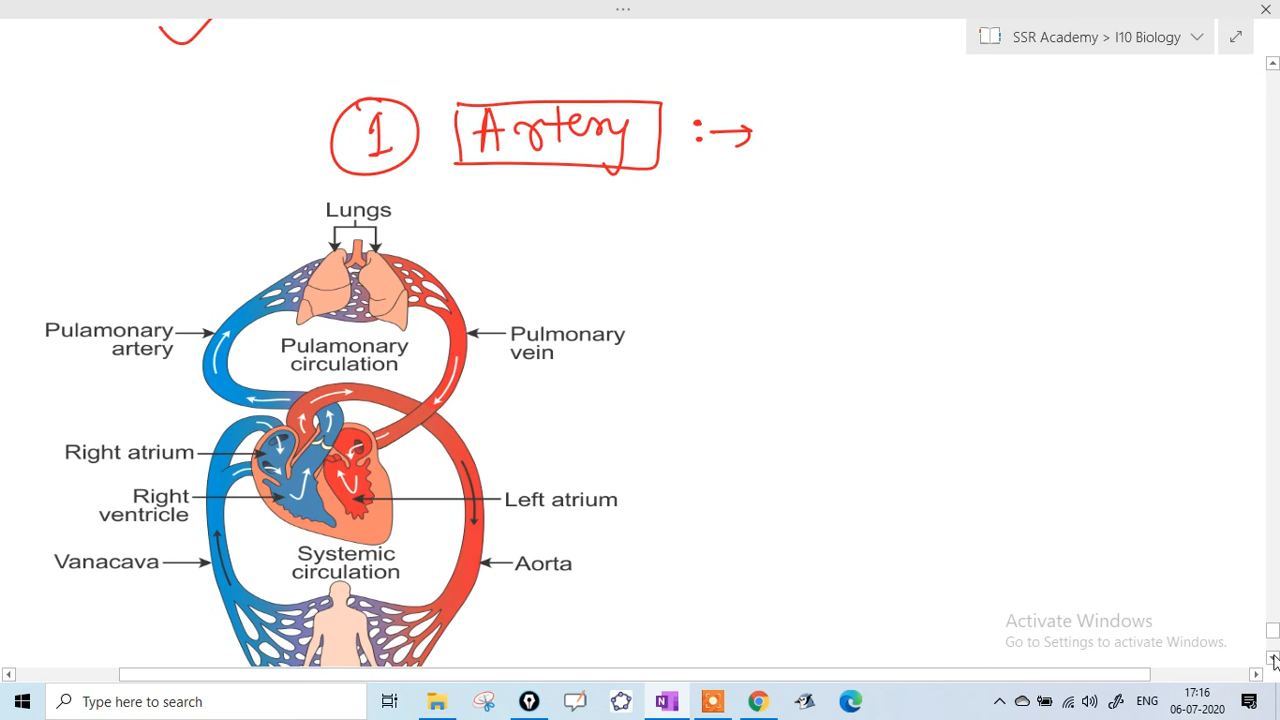 SSR Academy > I10 Biology
1 Artery :→
Lungs
Pulamonary
artery
Pulmonary
vein
Pulamonary
circulation
Right atrium
Right
ventricle
Left atrium
Systemic
circulation
Vanacava
Aorta
Activate Windows
Go to Settings to activate Windows.
Type here to search
17:16
06-07-2020